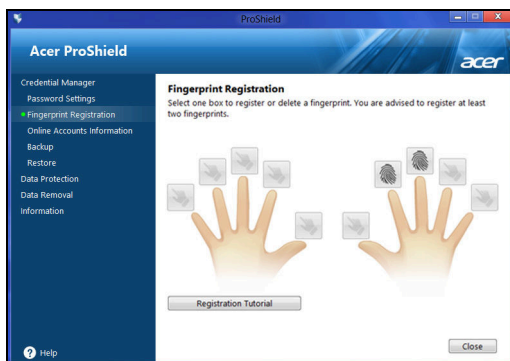 ProShield
Acer ProShield
acer
Credential Manager
Password Settings
Fingerprint Registration
Online Accounts Information
Backup
Restore
Data Protection
Data Removal
Information
Help
Fingerprint Registration
Select one box to register or delete a fingerprint. You are advised to register at least
two fingerprints.
Registration Tutorial
Close